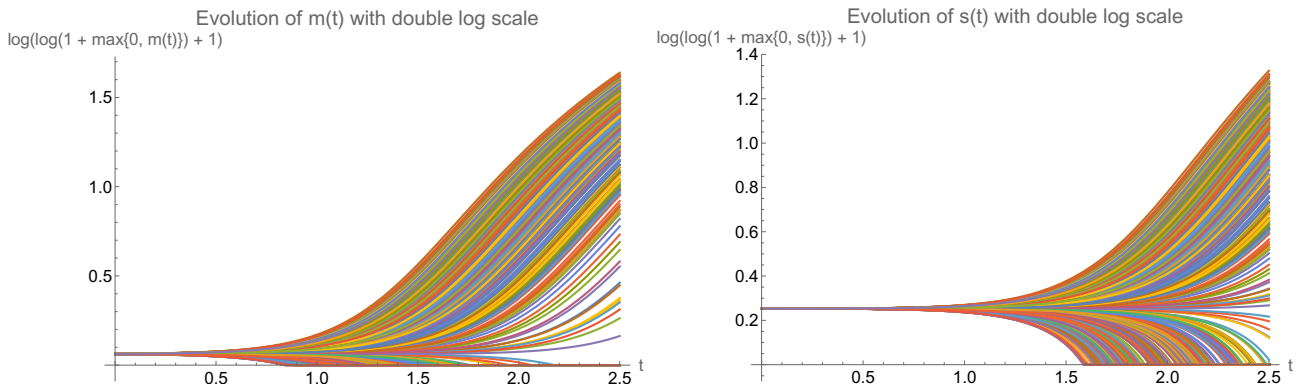 Evolution of m(t) with double log scale
log(log(1 + max{0, m(t)}) + 1)
1.5
1.0
0.5
0.5 1.0 1.5 2.0 2.5 t
Evolution of s(t) with double log scale
log(log(1 + max{0, s(t)}) + 1)
1.4
1.2
1.0
0.8
0.6
0.4
0.2
0.5 1.0 1.5 2.0 2.5 t